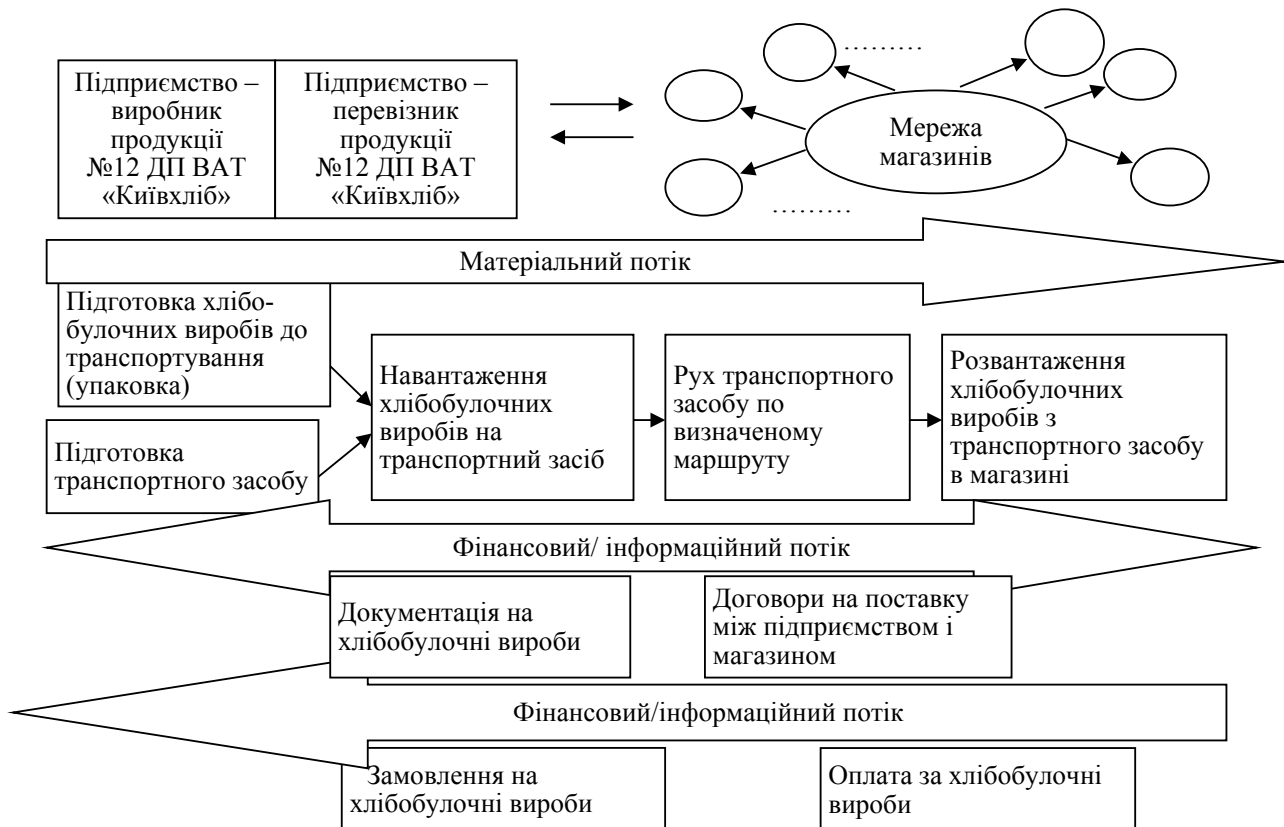 Підприємство –
виробник
продукції
№12 ДП ВАТ
«Київхліб»
Підприємство –
перевізник
продукції
№12 ДП ВАТ
«Київхліб»
………
Мережа
магазинів
………
Матеріальний потік
Підготовка хлібо-
булочних виробів до
транспортування
(упаковка)
Підготовка
транспортного засобу
Навантаження
хлібобулочних
виробів на
транспортний засіб
Рух транспортного
засобу по
визначеному
маршруту
Розвантаження
хлібобулочних
виробів з
транспортного засобу
в магазині
Фінансовий/ інформаційний потік
Документація на
хлібобулочні вироби
Договори на поставку
між підприємством і
магазином
Фінансовий/інформаційний потік
Замовлення на
хлібобулочні вироби
Оплата за хлібобулочні
вироби